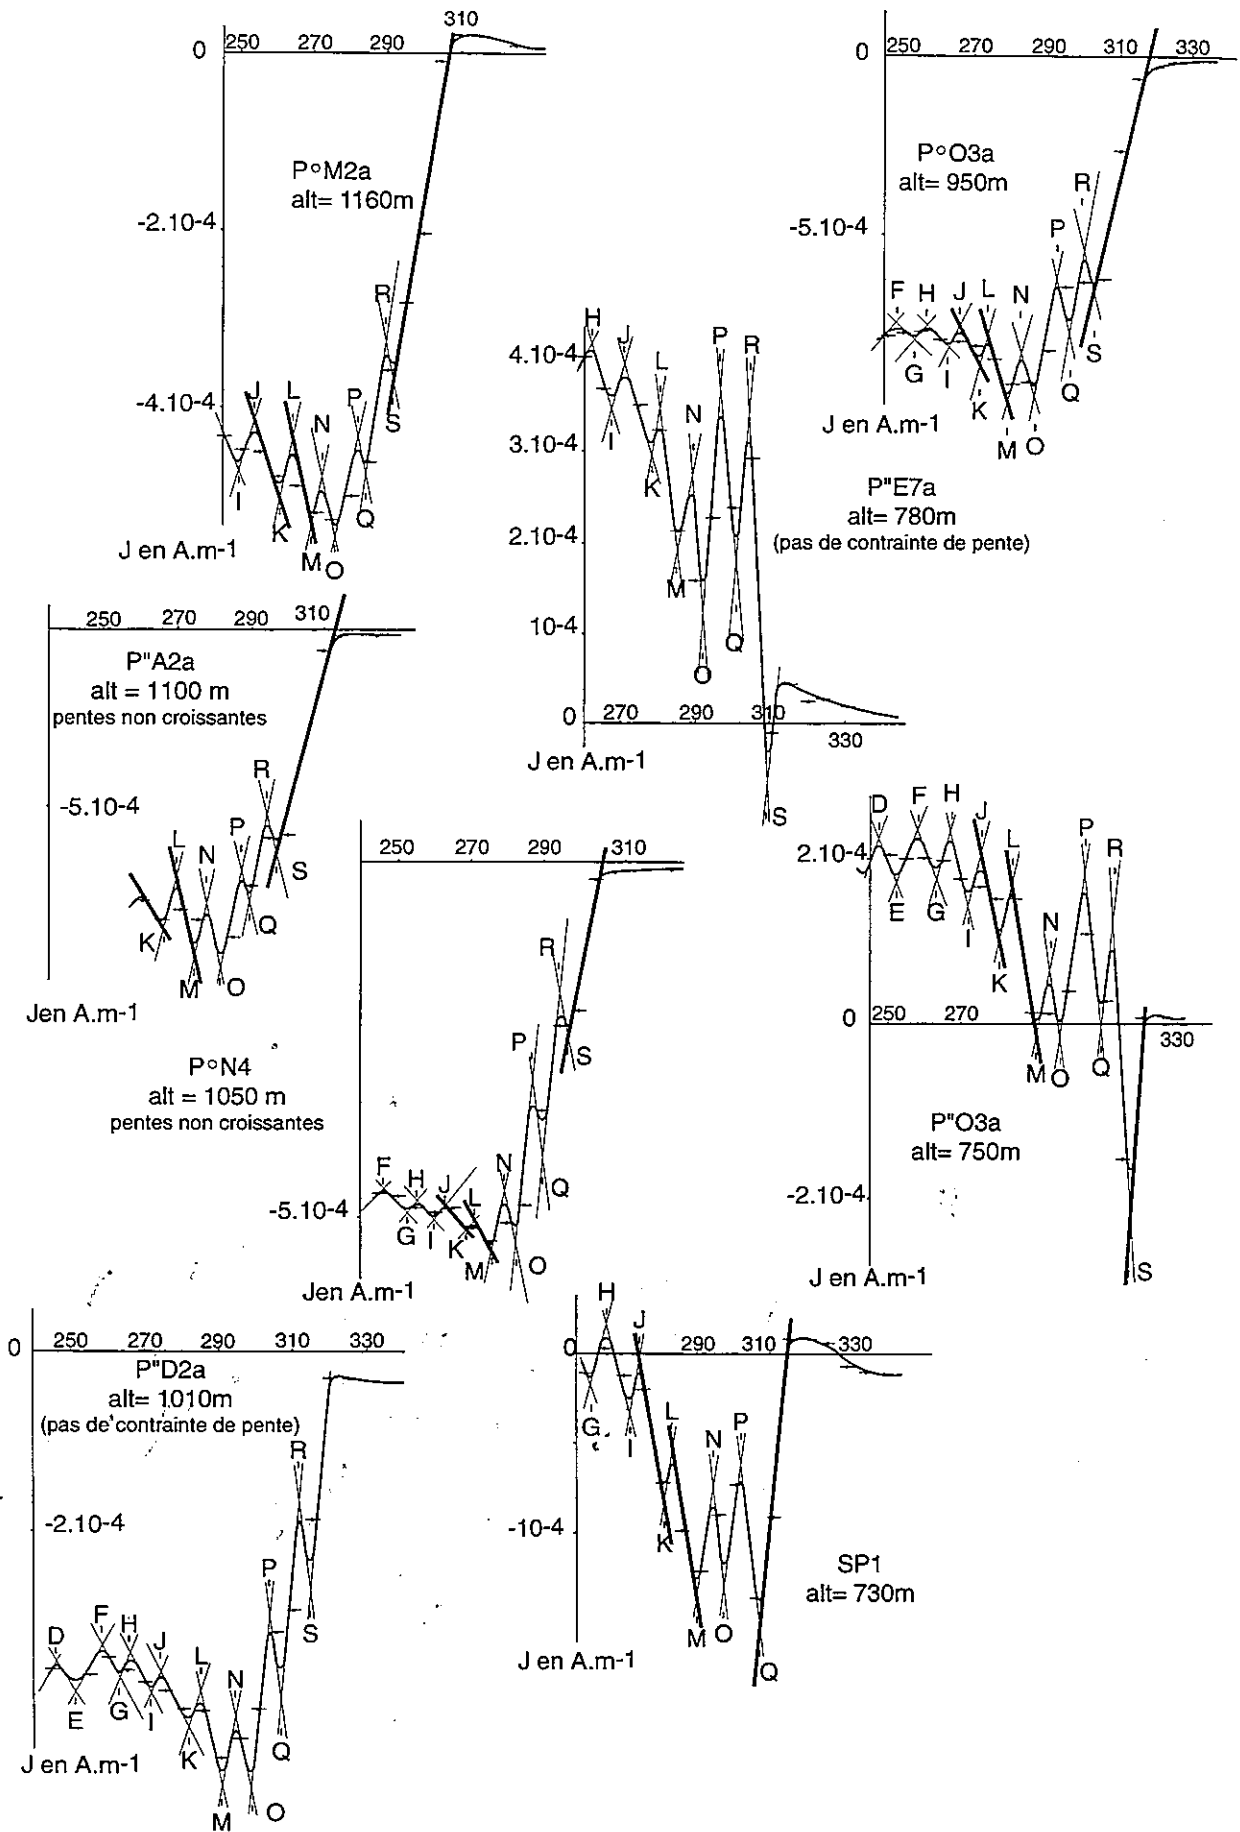 310
0 250 270 290
P°M2a
alt= 1160m
-2.10-4
R
-4.10-4
J L N P
S
I K Q
M O
J en A.m-1
0 250 270 290 310 330
P°O3a
alt= 950m
R
-5.10-4
P
F H J L N
G I S
K Q
M O
J en A.m-1
H
4.10-4
J L P R
N
3.10-4
I
K
2.10-4
M
10-4
Q
O
0 270 290 310
330
J en A.m-1
S
P"E7a
alt= 780m
(pas de contrainte de pente)
250 270 290 310
P"A2a
alt = 1100 m
pentes non croissantes
R
-5.10-4
L N P
S
K Q
M O
Jen A.m-1
250 270 290 310
P°N4
alt = 1050 m
pentes non croissantes
R
P
S
F H J L N
Q
-5.10-4
G I K
M O
Jen A.m-1
D F H J
L P R
2.10-4
E G I
N
K
0 250 270
330
M O Q
P"O3a
alt= 750m
-2.10-4
S
J en A.m-1
0 250 270 290 310 330
P"D2a
alt= 1010m
(pas de contrainte de pente)
R
-2.10-4
P
D F H J L N
S
E G I
K Q
M O
J en A.m-1
H
J
0 290 310 330
G I
L N P
-10-4
K
M O
Q
J en A.m-1
SP1
alt= 730m